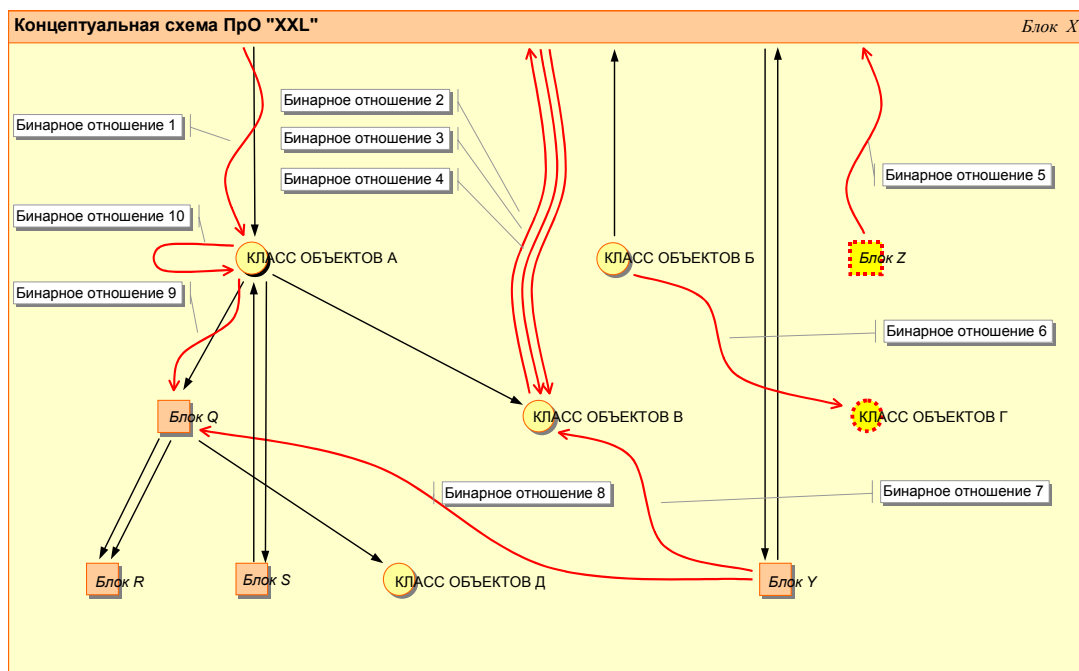 Концептуальная схема ПрО "XXL"
Блок X
Бинарное отношение 2
Бинарное отношение 1
Бинарное отношение 3
Бинарное отношение 4
Бинарное отношение 5
Бинарное отношение 10
КЛАСС ОБЪЕКТОВ А
КЛАСС ОБЪЕКТОВ Б
Блок Z
Бинарное отношение 9
Бинарное отношение 6
Блок Q
КЛАСС ОБЪЕКТОВ В
КЛАСС ОБЪЕКТОВ Г
Бинарное отношение 8
Бинарное отношение 7
Блок R
Блок S
КЛАСС ОБЪЕКТОВ Д
Блок Y